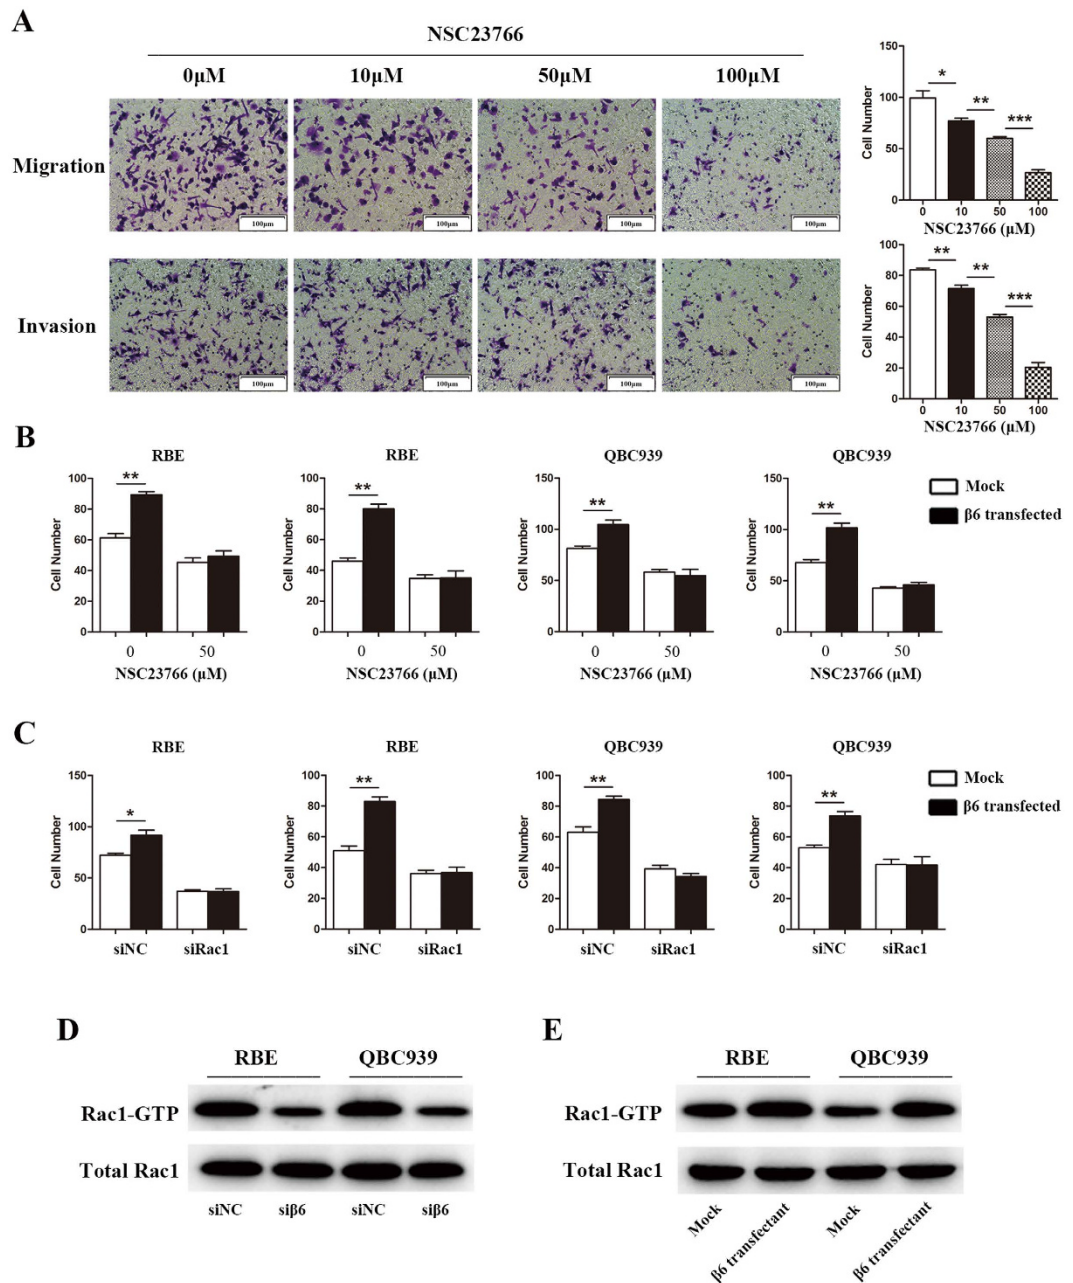 A
NSC23766
0μM 10μM 50μM 100μM
Migration
100μm 100μm 100μm 100μm
Cell Number
150
100
50
0
* ** ***
0 10 50 100
NSC23766 (μM)
Invasion
100μm 100μm 100μm 100μm
Cell Number
100
80
60
40
20
0
** ** ***
0 10 50 100
NSC23766 (μM)
B
RBE
Cell Number
100
80
60
40
20
0
**
0 50
NSC23766 (μM)
RBE
Cell Number
100
80
60
40
20
0
**
0 50
NSC23766 (μM)
QBC939
Cell Number
150
100
50
0
**
0 50
NSC23766 (μM)
QBC939
Cell Number
150
100
50
0
**
0 50
NSC23766 (μM)
Mock
β6 transfected
C
RBE
Cell Number
150
100
50
0
*
siNC siRac1
RBE
Cell Number
100
80
60
40
20
0
**
siNC siRac1
QBC939
Cell Number
100
80
60
40
20
0
**
siNC siRac1
QBC939
Cell Number
100
80
60
40
20
0
**
siNC siRac1
Mock
β6 transfected
D
RBE QBC939
Rac1-GTP
Total Rac1
siNC siβ6 siNC siβ6
E
RBE QBC939
Rac1-GTP
Total Rac1
Mock
β6 transfectant
Mock
β6 transfectant